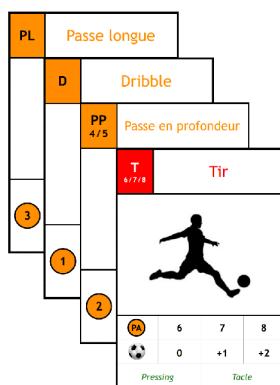 PL Passe longue
D Dribble
PP
4 / 5
Passe en profondeur
T
6 / 7 / 8
Tir
3
1
2
PA 6 7 8
0 +1 +2
Pressing Tacle